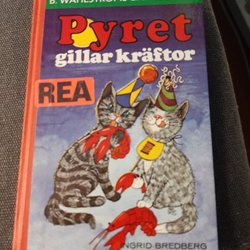 B. WAHLSTRÖMS
Pyret
gillar kräftor
REA
INGRID BREDBERG